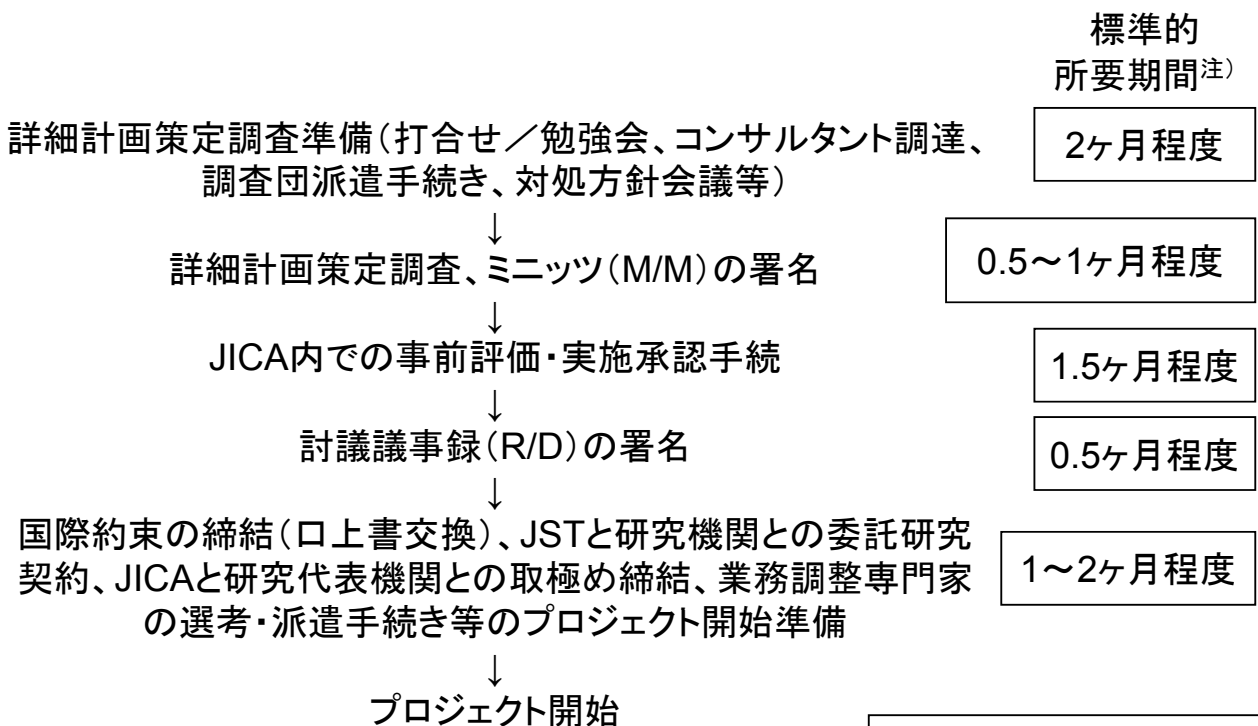 標準的
所要期間注)
詳細計画策定調査準備(打合せ／勉強会、コンサルタント調達、
調査団派遣手続き、対処方針会議等)
2ヶ月程度
↓
詳細計画策定調査、ミニッツ(M/M)の署名
0.5～1ヶ月程度
↓
JICA内での事前評価・実施承認手続
1.5ヶ月程度
↓
討議議事録(R/D)の署名
0.5ヶ月程度
↓
国際約束の締結(口上書交換)、JSTと研究機関との委託研究
契約、JICAと研究代表機関との取極め締結、業務調整専門家
の選考・派遣手続き等のプロジェクト開始準備
1～2ヶ月程度
↓
プロジェクト開始